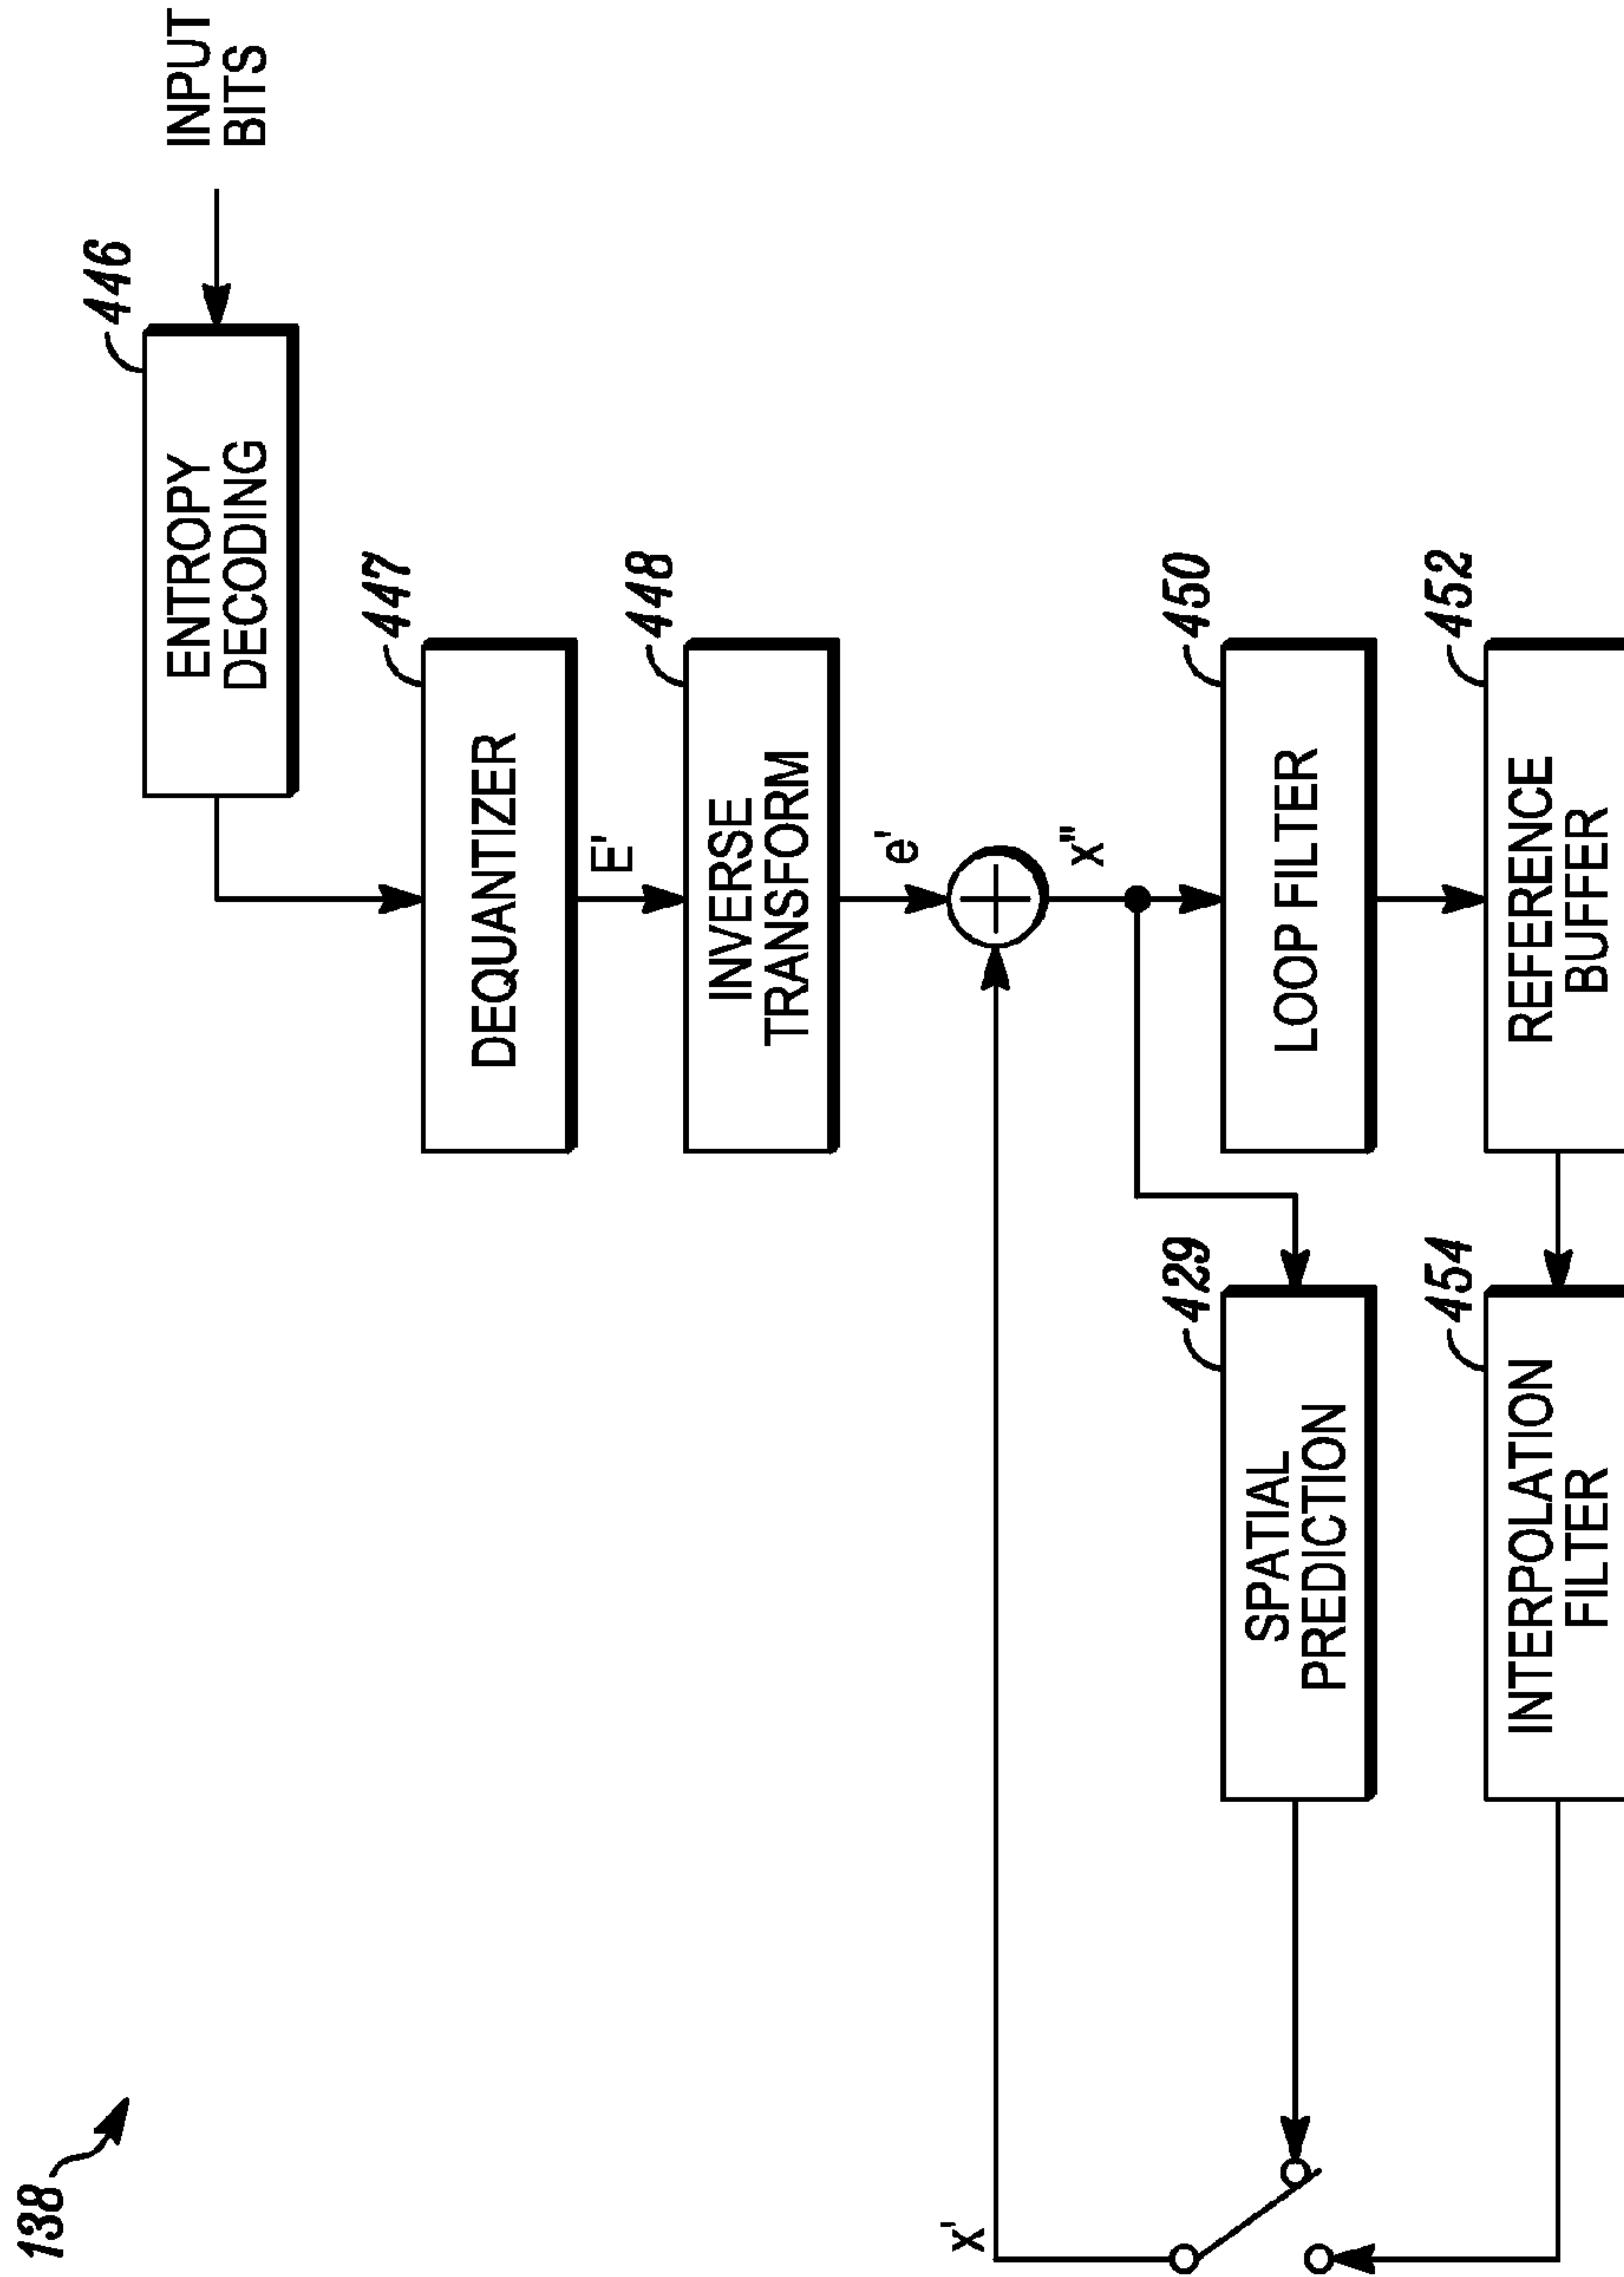 138
INPUT
BITS
446
ENTROPY
DECODING
447
DEQUANTIZER
E'
448
INVERSE
TRANSFORM
e'
x'
x"
429
SPATIAL
PREDICTION
450
LOOP FILTER
454
INTERPOLATION
FILTER
452
REFERENCE
BUFFER